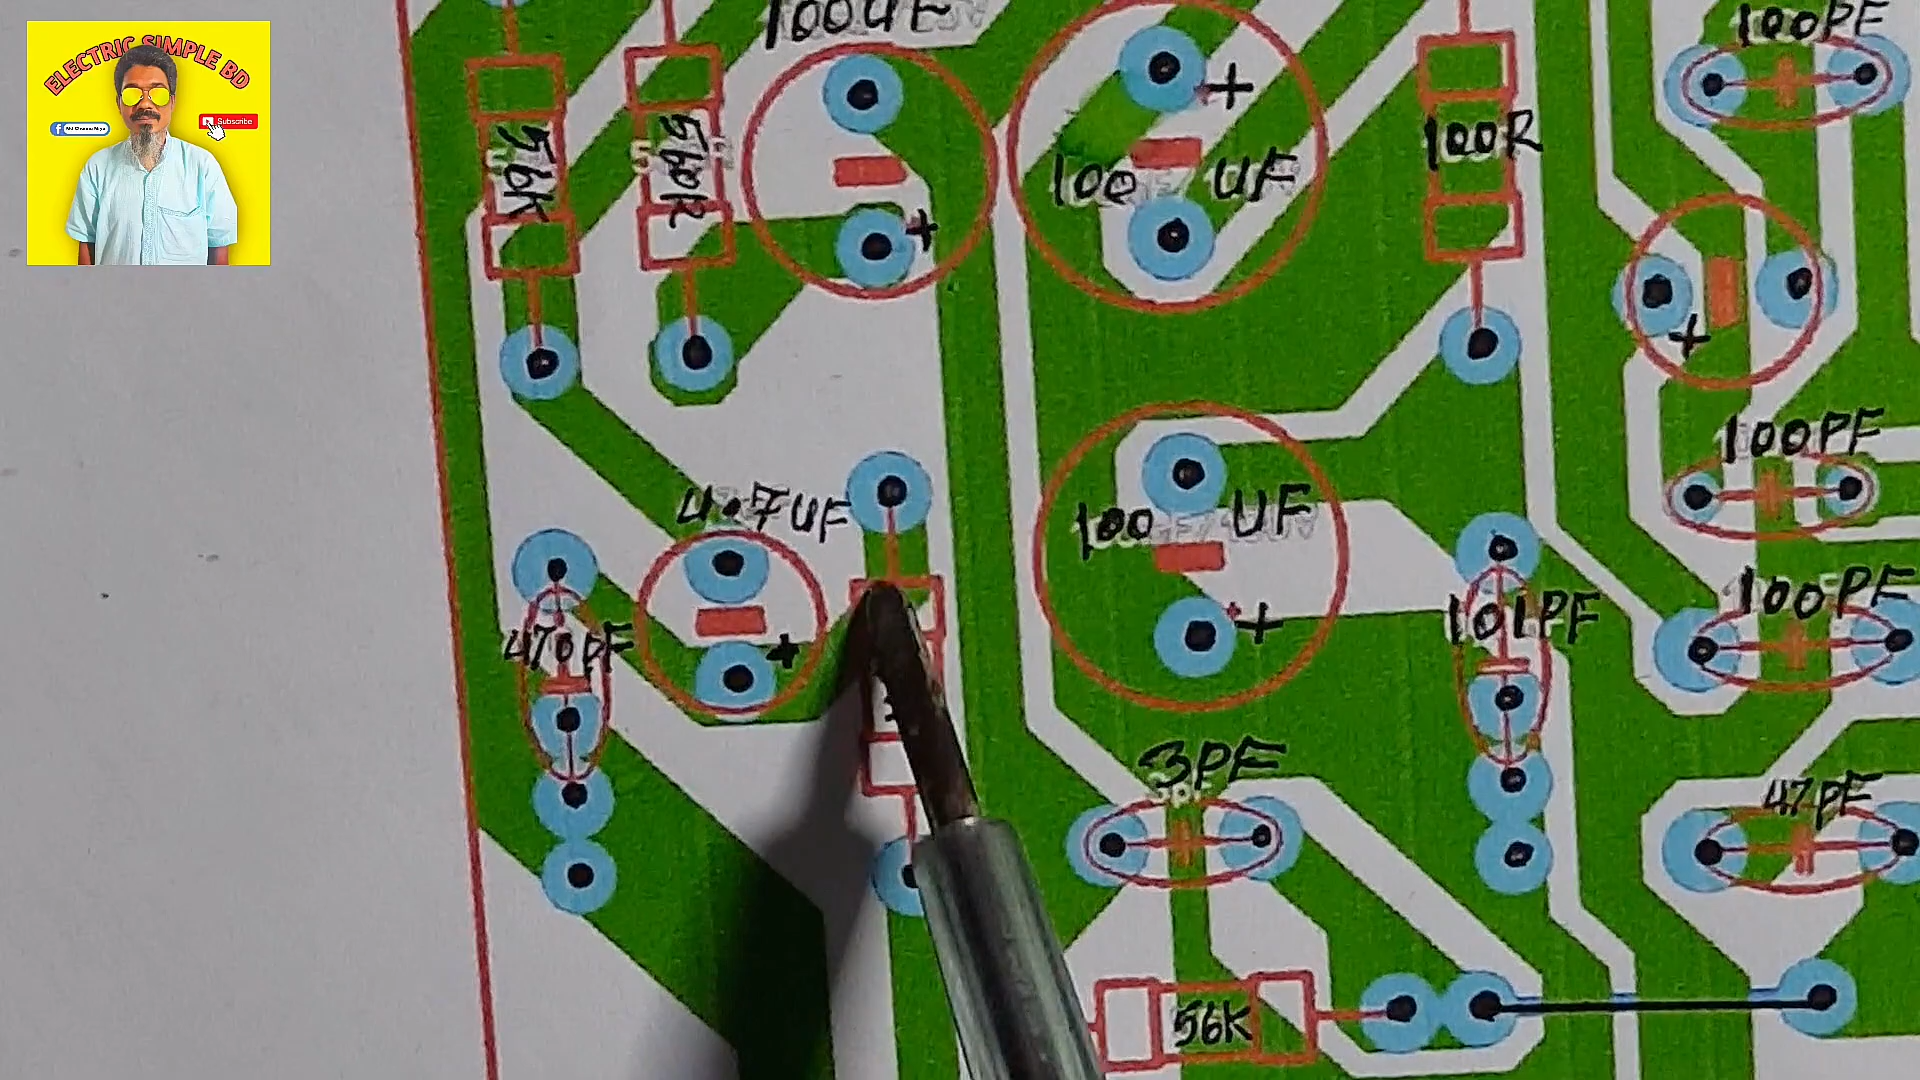 ELECTRIC SIMPLE BD
Subscribe
100UF
+
100 UF
+
56K
100R
100PF
+
100PF
4.7UF
+
100 UF
+
470PF
101PF
100PF
3PF
47PF
56K